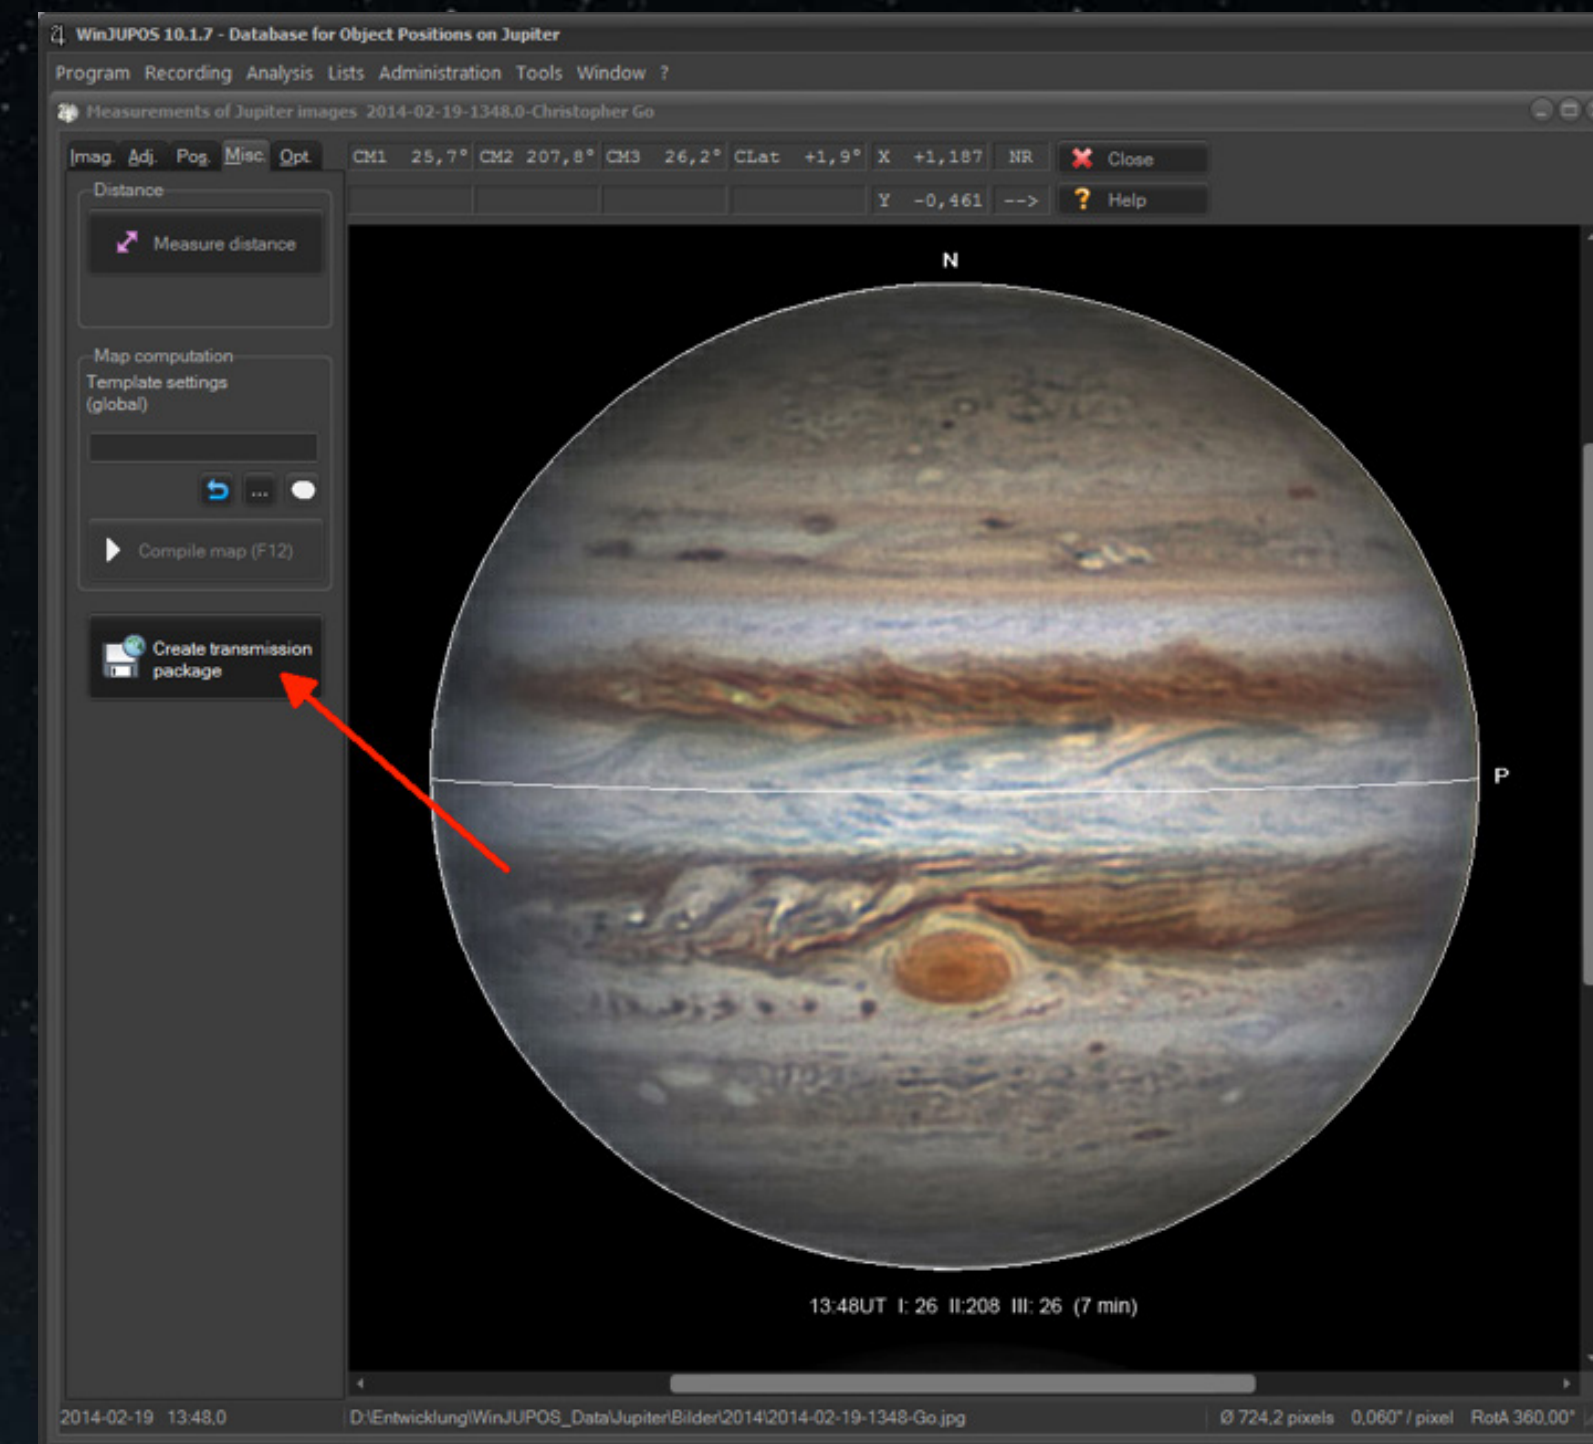 WinJUPOS 10.1.7 - Database for Object Positions on Jupiter
Program Recording Analysis Lists Administration Tools Window ?
Measurements of Jupiter images 2014-02-19-1348.0-Christopher Go
Imag. Adj. Pos. Misc. Opt.
CM1 25,7° CM2 207,8° CM3 26,2° CLat +1,9° X +1,187 NR Close
Y -0,461 --> ? Help
Distance
Measure distance
Map computation
Template settings
(global)
...
Compile map (F12)
Create transmission
package
N
P
13:48UT I: 26 II:208 III: 26 (7 min)
2014-02-19 13:48,0 D:\Entwicklung\WinJUPOS_Data\Jupiter\Bilder\2014\2014-02-19-1348-Go.jpg Ø 724,2 pixels 0,060" / pixel RotA 360,00°